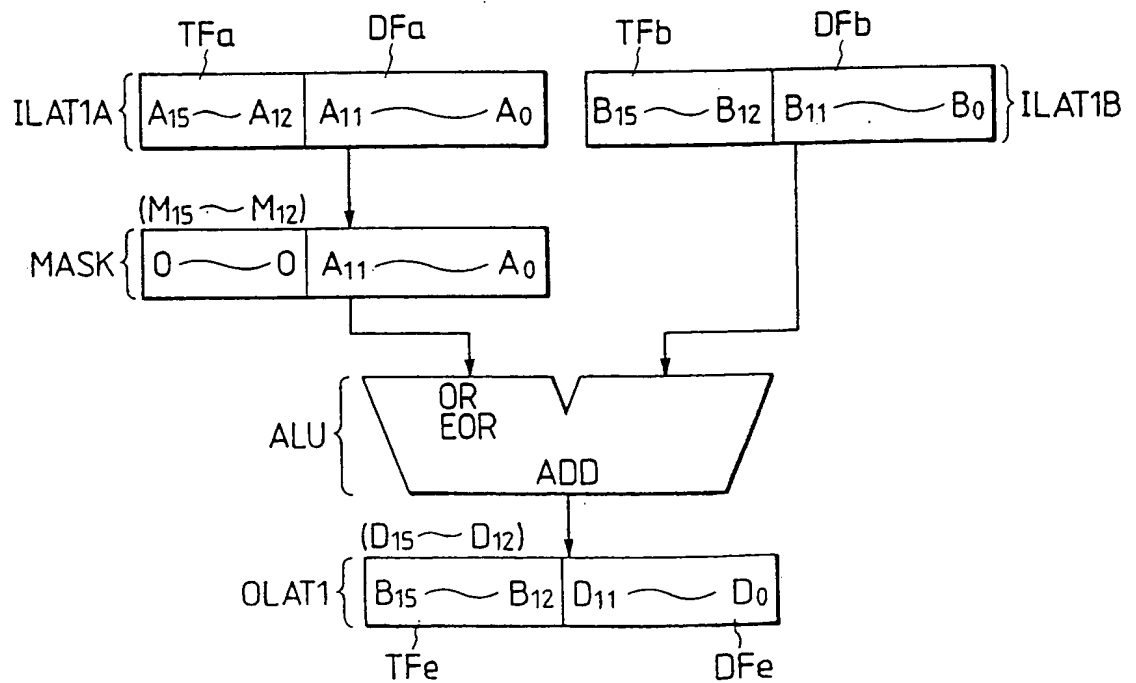 TFa DFa TFb DFb
ILAT1A A15 ~ A12 A11 ~ A0 B15 ~ B12 B11 ~ B0 ILAT1B
(M15 ~ M12)
MASK 0 ~ 0 A11 ~ A0
OR
EOR
ALU
ADD
(D15 ~ D12)
OLAT1 B15 ~ B12 D11 ~ D0
TFe DFe